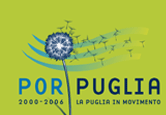 POR PUGLIA
2000-2006 LA PUGLIA IN MOVIMENTO